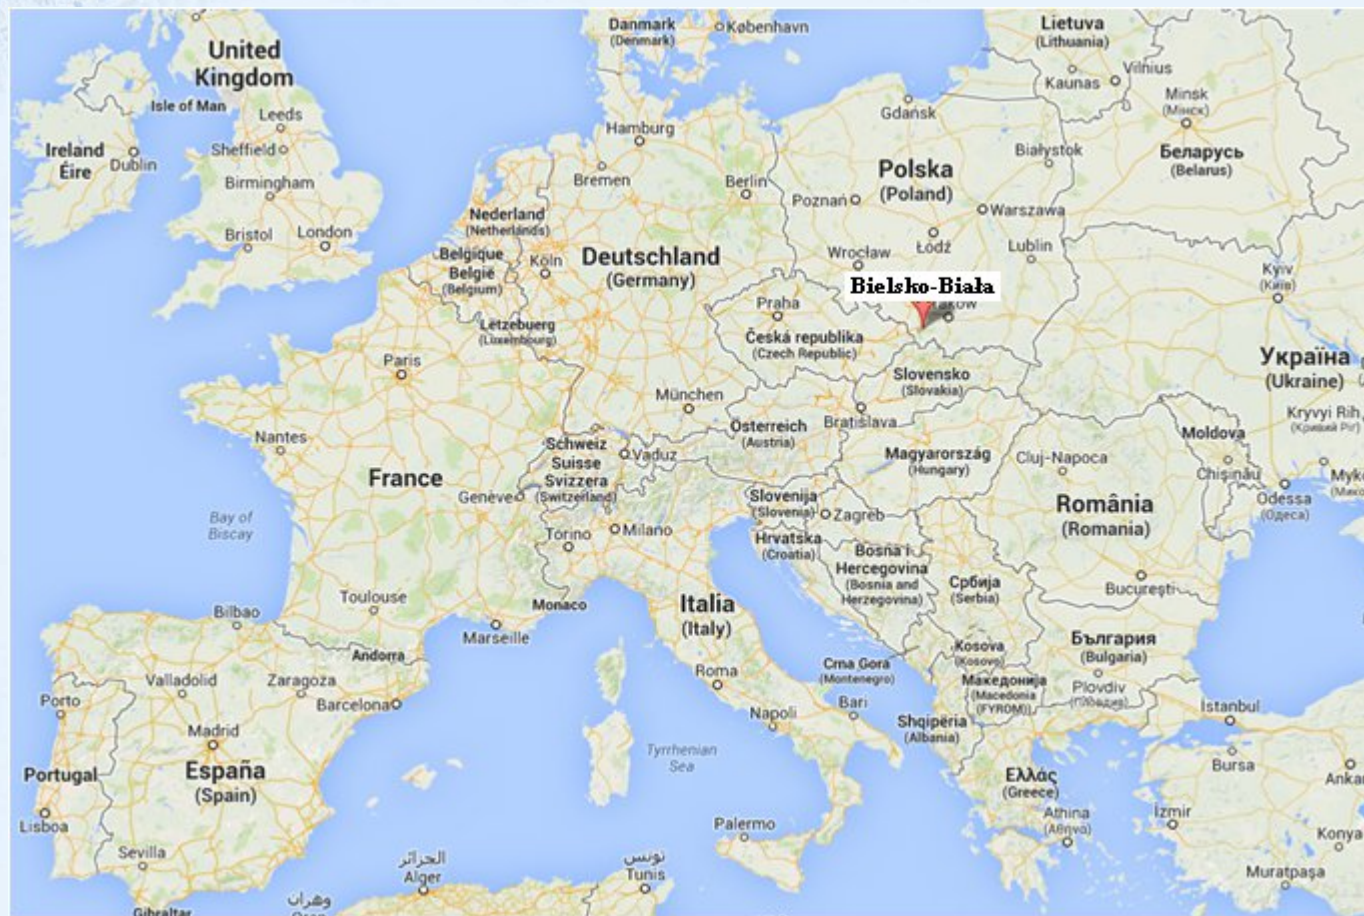 Danmark
(Denmark)
København
Lietuva
(Lithuania)
Kaunas
Vilnius
United
Kingdom
Isle of Man
Leeds
Sheffield
Ireland
Éire
Dublin
Birmingham
Bristol
London
Hamburg
Bremen
Berlin
Gdańsk
Minsk
(Мінск)
Беларусь
(Belarus)
Białystok
Polska
(Poland)
Poznań
Warszawa
Łódź
Wrocław
Lublin
Nederland
(Netherlands)
Belgique
België
(Belgium)
Köln
Deutschland
(Germany)
Kyiv
(Київ)
Bielsko-Biała
Praha
Česká republika
(Czech Republic)
Lëtzebuerg
(Luxembourg)
Paris
Україна
(Ukraine)
Slovensko
(Slovakia)
München
Bratislava
Österreich
(Austria)
Kryvyi Rih
(Кривий Ріг)
Nantes
Schweiz
Suisse
Svizzera
(Switzerland)
Vaduz
Magyarország
(Hungary)
Cluj-Napoca
Moldova
Chișinău
France
Genève
Slovenija
(Slovenia)
Zagreb
România
(Romania)
Odessa
(Одеса)
Bay of
Biscay
Torino
Milano
Hrvatska
(Croatia)
Bosna i
Hercegovina
(Bosnia and
Herzegovina)
Србија
(Serbia)
București
Toulouse
Monaco
Bilbao
Marseille
Italia
(Italy)
Andorra
Kosova
(Kosovo)
България
(Bulgaria)
Crna Gora
(Montenegro)
Македонија
(Macedonia
(FYROM))
Plovdiv
(Пловдив)
Valladolid
Zaragoza
Barcelona
Porto
Roma
Bari
Napoli
Istanbul
Madrid
Shqipëria
(Albania)
Tyrrhenian
Sea
Bursa
Portugal
España
(Spain)
Ελλάς
(Greece)
Lisboa
Athina
(Αθήνα)
İzmir
Palermo
Konya
Sevilla
الجزائر
Alger
تونس
Tunis
Muratpaşa
وهران
Gibraltar